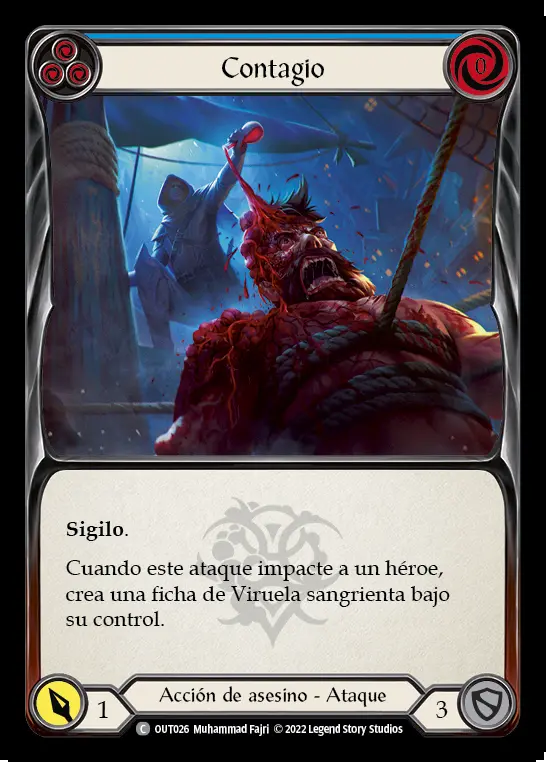 Contagio
0
Sigilo.
Cuando este ataque impacte a un héroe,
crea una ficha de Viruela sangrienta bajo
su control.
Acción de asesino - Ataque
1
3
C OUT026 Muhammad Fajri © 2022 Legend Story Studios